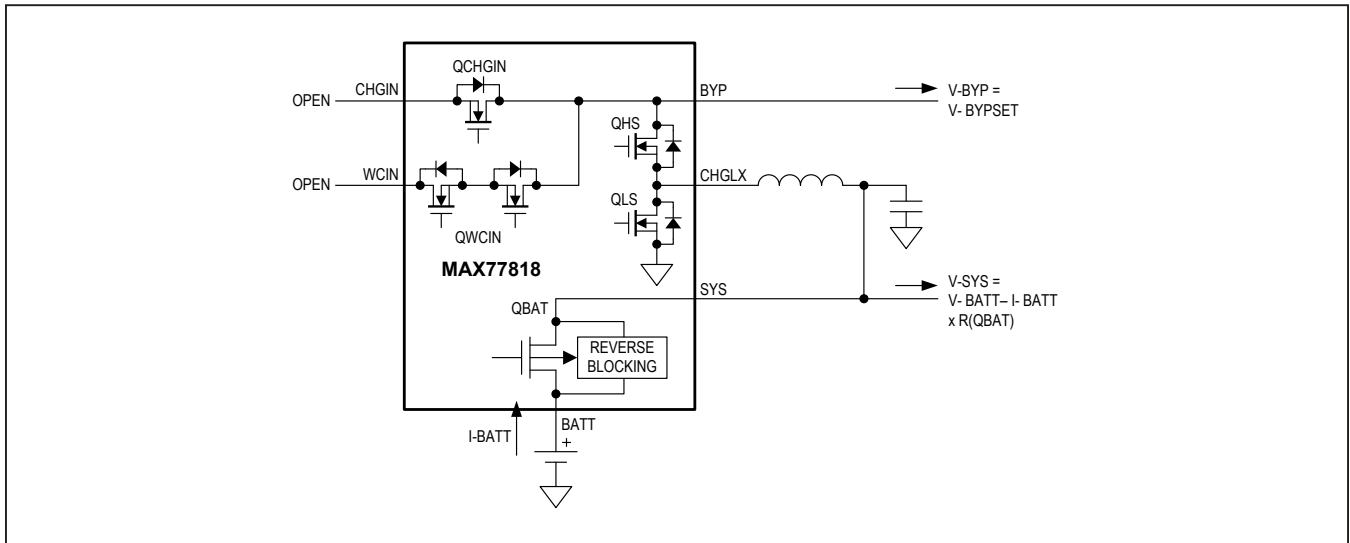 QCHGIN
CHGIN
OPEN
BYP
V-BYP =
V- BYPSET
QHS
WCIN
OPEN
CHGLX
QLS
QWCIN
MAX77818
SYS
V-SYS =
V- BATT– I- BATT
x R(QBAT)
QBAT
REVERSE
BLOCKING
I-BATT
BATT
+